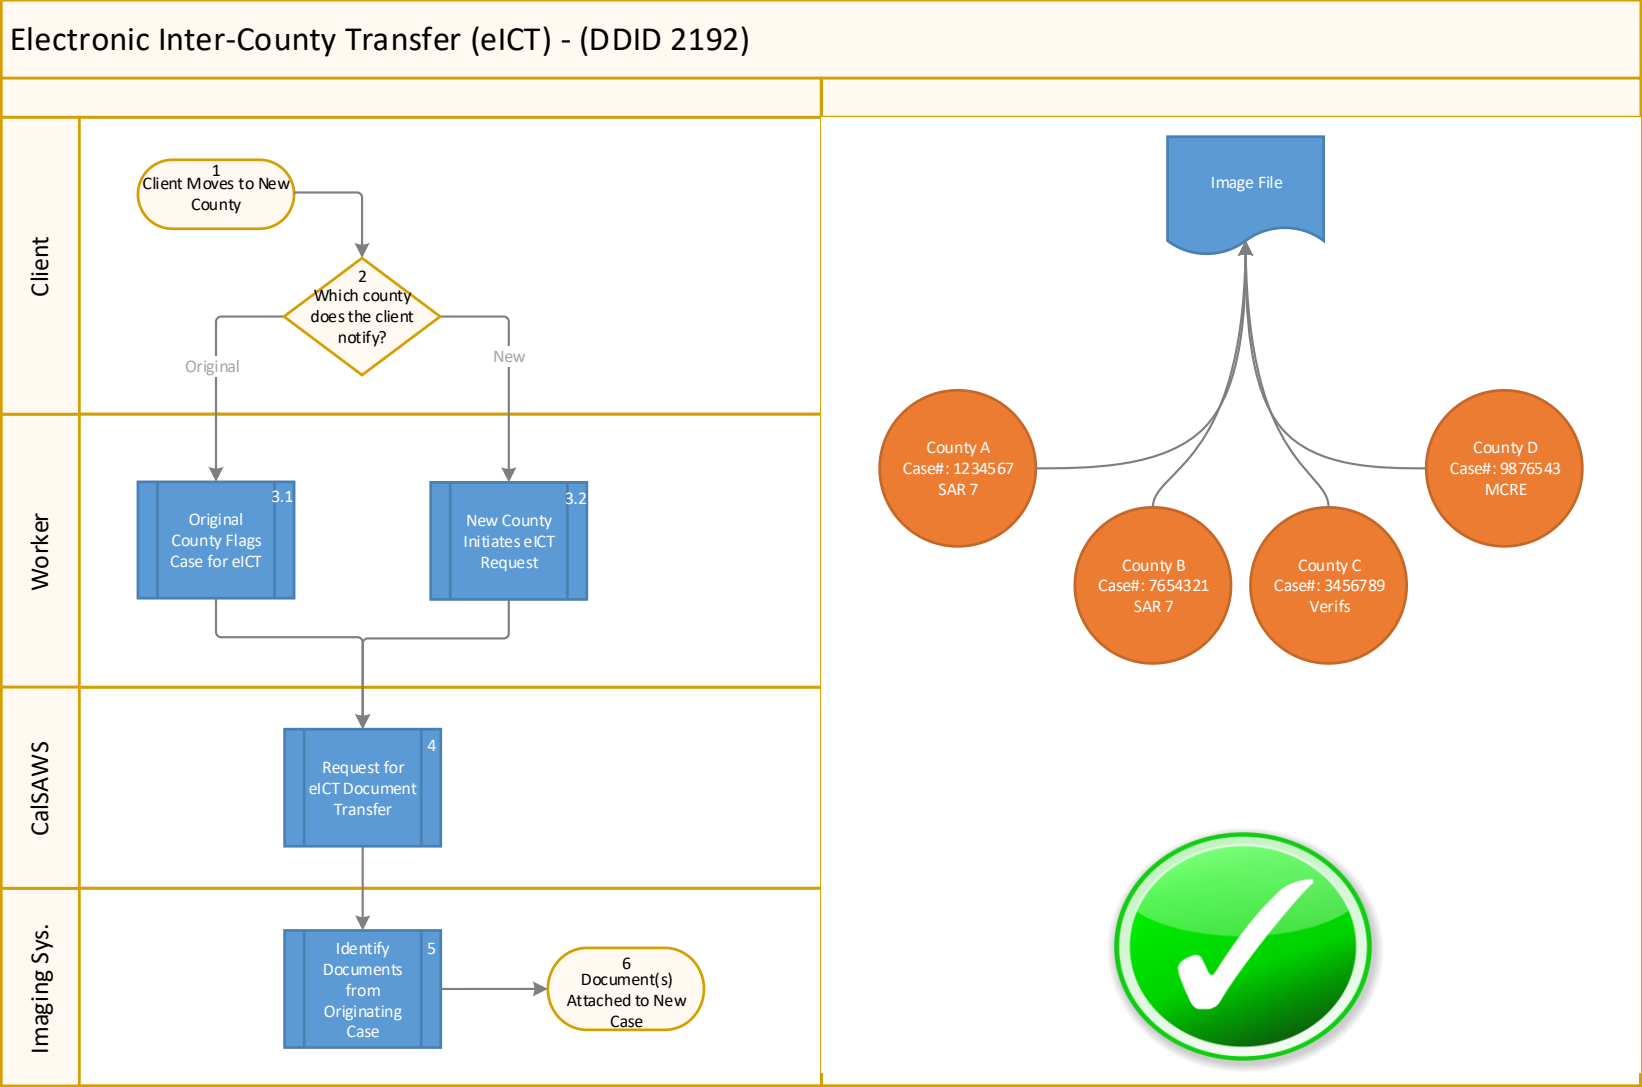 Electronic Inter-County Transfer (eICT) - (DDID 2192)
Client
1
Client Moves to New
County
2
Which county
does the client
notify?
Original
New
Worker
3.1
Original
County Flags
Case for eICT
3.2
New County
Initiates eICT
Request
CalSAWS
4
Request for
eICT Document
Transfer
Imaging Sys.
5
Identify
Documents
from
Originating
Case
6
Document(s)
Attached to New
Case
Image File
County A
Case#: 1234567
SAR 7
County B
Case#: 7654321
SAR 7
County C
Case#: 3456789
Verifs
County D
Case#: 9876543
MCRE